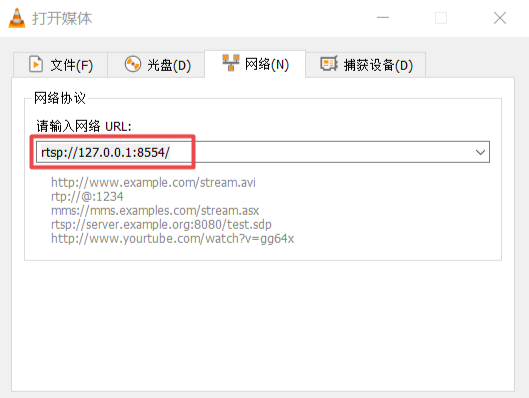 打开媒体
文件(F) 光盘(D) 网络(N) 捕获设备(D)
网络协议
请输入网络 URL:
rtsp://127.0.0.1:8554/
http://www.example.com/stream.avi
rtp://@:1234
mms://mms.examples.com/stream.asx
rtsp://server.example.org:8080/test.sdp
http://www.yourtube.com/watch?v=gg64x